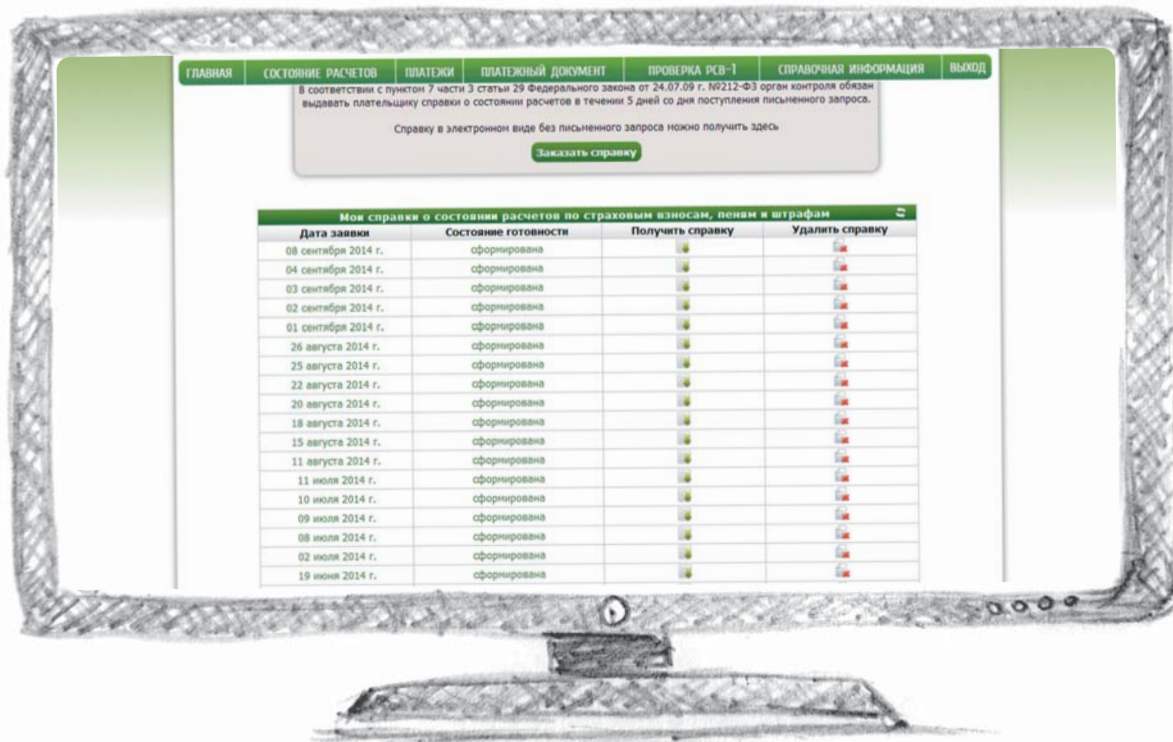 ГЛАВНАЯ СОСТОЯНИЕ РАСЧЕТОВ ПЛАТЕЖИ ПЛАТЕЖНЫЙ ДОКУМЕНТ ПРОВЕРКА РСВ-1 СПРАВОЧНАЯ ИНФОРМАЦИЯ ВЫХОД
В соответствии с пунктом 7 части 3 статьи 29 Федерального закона от 24.07.09 г. №212-ФЗ орган контроля обязан
выдавать плательщику справки о состоянии расчетов в течении 5 дней со дня поступления письменного запроса.
Справку в электронном виде без письменного запроса можно получить здесь
Заказать справку
Мои справки о состоянии расчетов по страховым взносам, пеням и штрафам
Дата заявки Состояние готовности Получить справку Удалить справку
08 сентября 2014 г. сформирована
04 сентября 2014 г. сформирована
03 сентября 2014 г. сформирована
02 сентября 2014 г. сформирована
01 сентября 2014 г. сформирована
26 августа 2014 г. сформирована
25 августа 2014 г. сформирована
22 августа 2014 г. сформирована
20 августа 2014 г. сформирована
18 августа 2014 г. сформирована
15 августа 2014 г. сформирована
11 августа 2014 г. сформирована
11 июля 2014 г. сформирована
10 июля 2014 г. сформирована
09 июля 2014 г. сформирована
08 июля 2014 г. сформирована
02 июля 2014 г. сформирована
19 июня 2014 г. сформирована